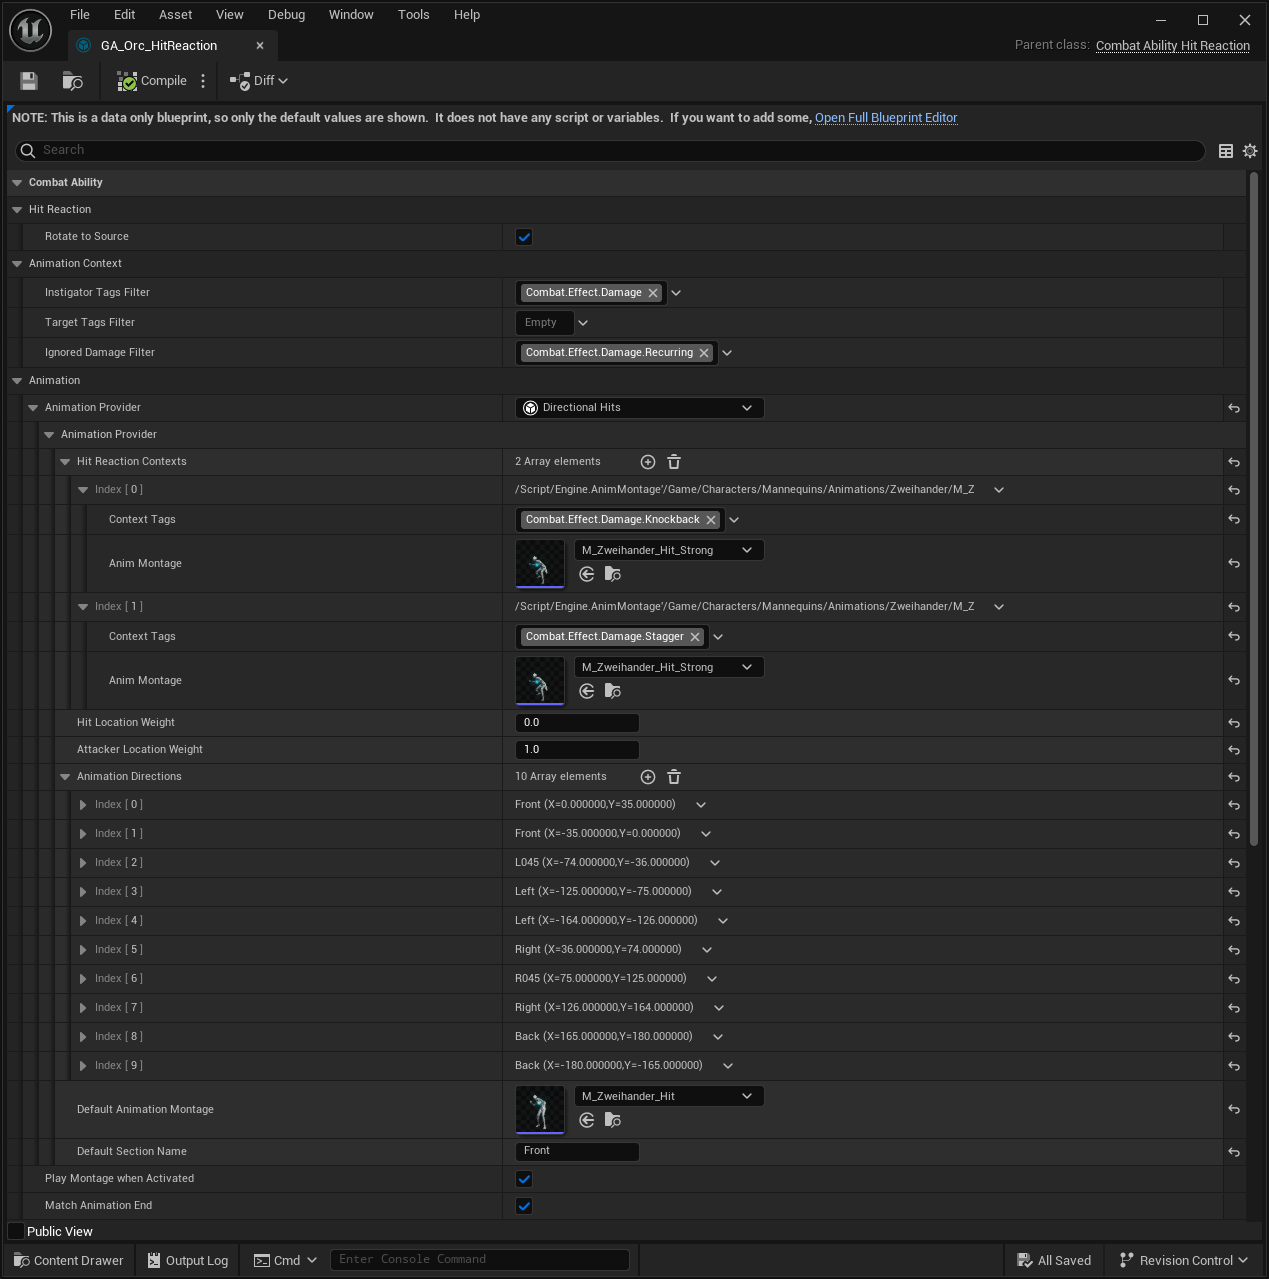 File Edit Asset View Debug Window Tools Help
GA_Orc_HitReaction
Parent class: Combat Ability Hit Reaction
Compile Diff
NOTE: This is a data only blueprint, so only the default values are shown.  It does not have any script or variables.  If you want to add some, Open Full Blueprint Editor
Search
Combat Ability
Hit Reaction
Rotate to Source
Animation Context
Instigator Tags Filter Combat.Effect.Damage
Target Tags Filter Empty
Ignored Damage Filter Combat.Effect.Damage.Recurring
Animation
Animation Provider Directional Hits
Animation Provider
Hit Reaction Contexts 2 Array elements
Index [ 0 ] /Script/Engine.AnimMontage'/Game/Characters/Mannequins/Animations/Zweihander/M_Z
Context Tags Combat.Effect.Damage.Knockback
Anim Montage M_Zweihander_Hit_Strong
Index [ 1 ] /Script/Engine.AnimMontage'/Game/Characters/Mannequins/Animations/Zweihander/M_Z
Context Tags Combat.Effect.Damage.Stagger
Anim Montage M_Zweihander_Hit_Strong
Hit Location Weight 0.0
Attacker Location Weight 1.0
Animation Directions 10 Array elements
Index [ 0 ] Front (X=0.000000,Y=35.000000)
Index [ 1 ] Front (X=-35.000000,Y=0.000000)
Index [ 2 ] L045 (X=-74.000000,Y=-36.000000)
Index [ 3 ] Left (X=-125.000000,Y=-75.000000)
Index [ 4 ] Left (X=-164.000000,Y=-126.000000)
Index [ 5 ] Right (X=36.000000,Y=74.000000)
Index [ 6 ] R045 (X=75.000000,Y=125.000000)
Index [ 7 ] Right (X=126.000000,Y=164.000000)
Index [ 8 ] Back (X=165.000000,Y=180.000000)
Index [ 9 ] Back (X=-180.000000,Y=-165.000000)
Default Animation Montage M_Zweihander_Hit
Default Section Name Front
Play Montage when Activated
Match Animation End
Public View
Content Drawer Output Log Cmd Enter Console Command All Saved Revision Control